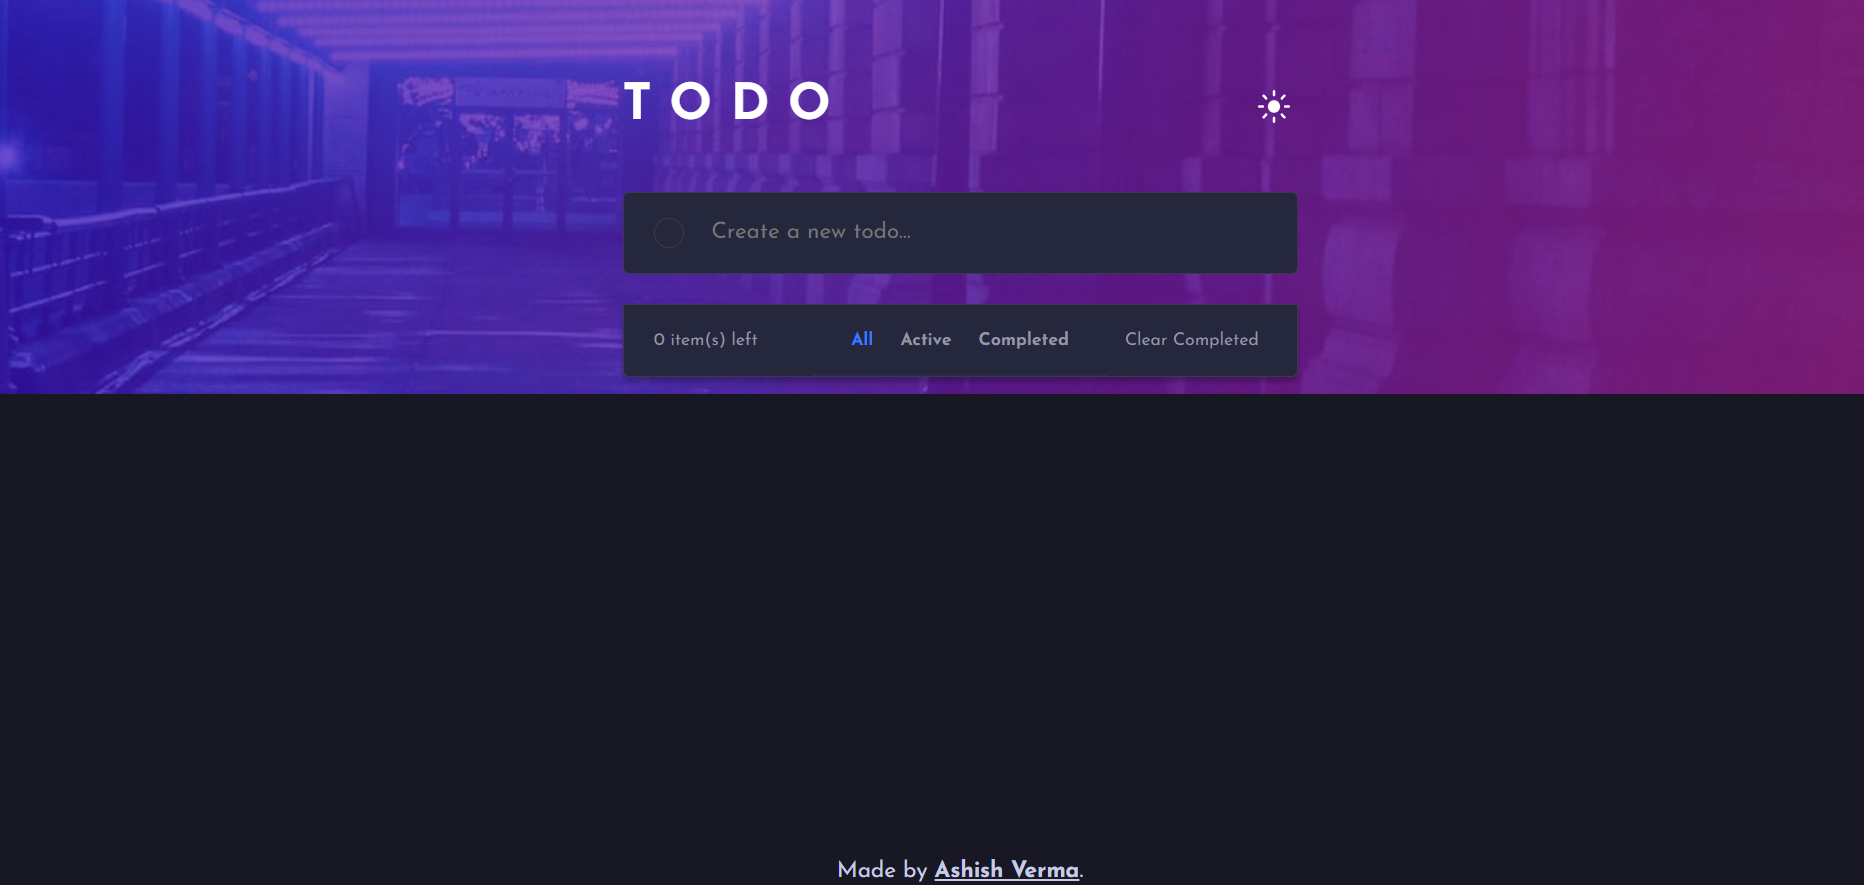 TODO
Create a new todo...
0 item(s) left All Active Completed Clear Completed
Made by Ashish Verma.